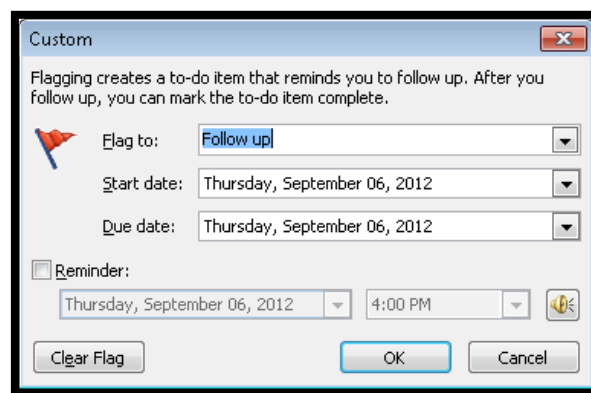 Custom
Flagging creates a to-do item that reminds you to follow up. After you
follow up, you can mark the to-do item complete.
Flag to: Follow up
Start date: Thursday, September 06, 2012
Due date: Thursday, September 06, 2012
Reminder:
Thursday, September 06, 2012 4:00 PM
Clear Flag OK Cancel